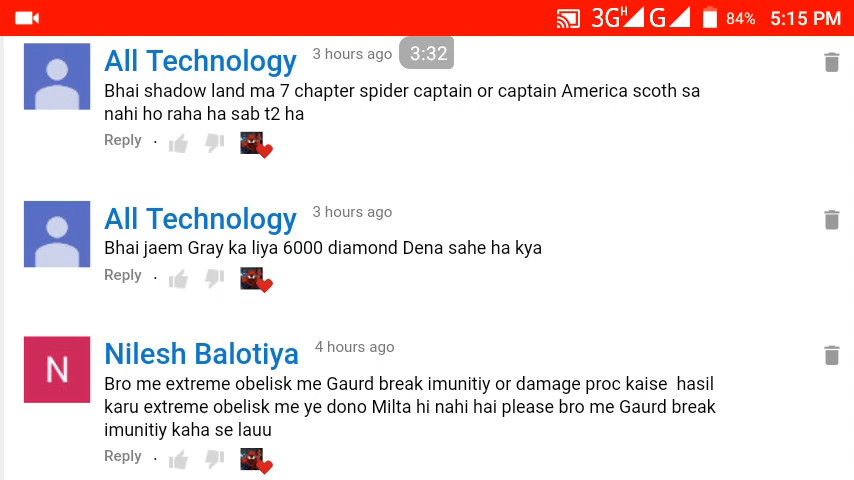 3G H G 84% 5:15 PM
All Technology 3 hours ago 3:32
Bhai shadow land ma 7 chapter spider captain or captain America scoth sa
nahi ho raha ha sab t2 ha
Reply ·
All Technology 3 hours ago
Bhai jaem Gray ka liya 6000 diamond Dena sahe ha kya
Reply ·
N
Nilesh Balotiya 4 hours ago
Bro me extreme obelisk me Gaurd break imunitiy or damage proc kaise hasil
karu extreme obelisk me ye dono Milta hi nahi hai please bro me Gaurd break
imunitiy kaha se lauu
Reply ·